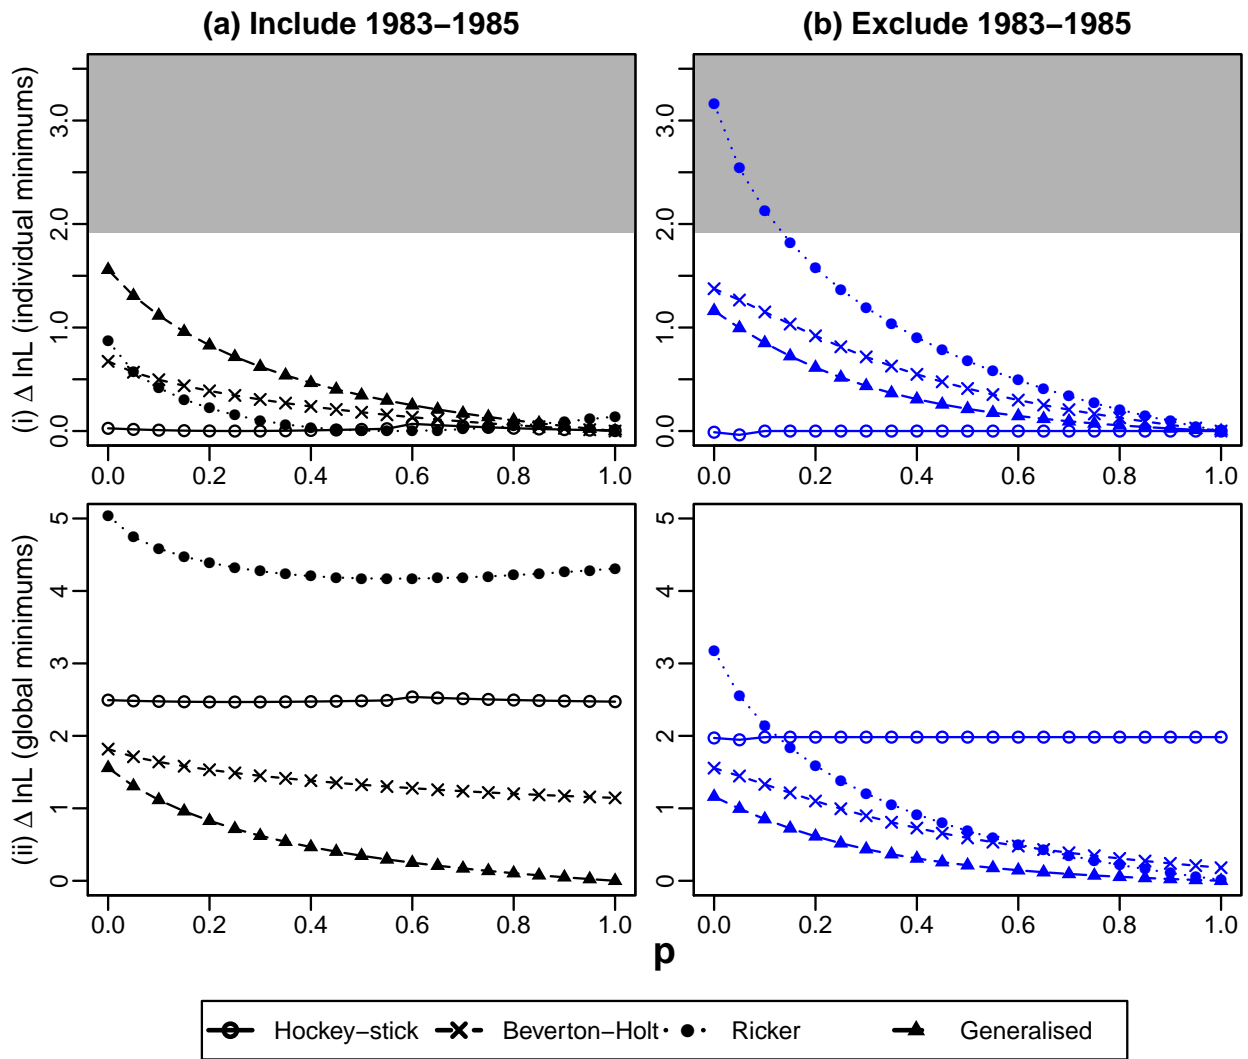 (a) Include 1983−1985
(b) Exclude 1983−1985
(i) Δ lnL (individual minimums)
0.0 1.0 2.0 3.0
0.0 0.2 0.4 0.6 0.8 1.0
0.0 1.0 2.0 3.0
0.0 0.2 0.4 0.6 0.8 1.0
(ii) Δ lnL (global minimums)
0 1 2 3 4 5
0.0 0.2 0.4 0.6 0.8 1.0
0 1 2 3 4 5
0.0 0.2 0.4 0.6 0.8 1.0
p
Hockey−stick Beverton−Holt Ricker Generalised